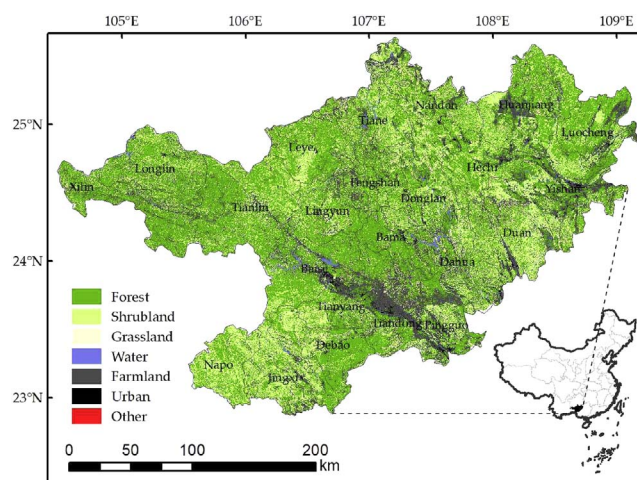 105°E 106°E 107°E 108°E 109°E
25°N
24°N
23°N
Tiane
Nandan
Huanjiang
Luocheng
Leye
Longlin
Hechi
Xilin
Fengshan
Yishan
Donglan
Tianlin
Lingyun
Duan
Bama
Dahua
Baise
Tianyang
Tiandong
Pingguo
Debao
Napo
Jingxi
Forest
Shrubland
Grassland
Water
Farmland
Urban
Other
0 50 100 200
km